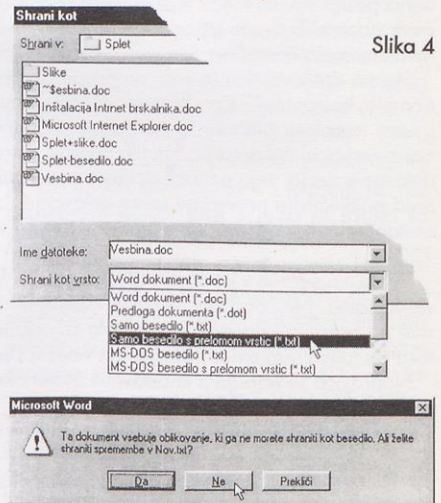 Shrani kot
Shrani v: Splet
Slika 4
Slike
~$esbina.doc
Inštalacija Intrnet brskalnika.doc
Microsoft Internet Explorer.doc
Splet+slike.doc
Splet-besedilo.doc
Vesbina.doc
Ime datoteke: Vesbina.doc
Shrani kot vrsto: Word dokument (*.doc)
Word dokument (*.doc)
Predloga dokumenta (*.dot)
Samo besedilo (*.txt)
Samo besedilo s prelomom vrstic (*.txt)
MS-DOS besedilo (*.txt)
MS-DOS besedilo s prelomom vrstic (*.txt)
Microsoft Word
Ta dokument vsebuje oblikovanje, ki ga ne morete shraniti kot besedilo. Ali želite
shraniti spremembe v Nov.txt?
Da Ne Prekliči